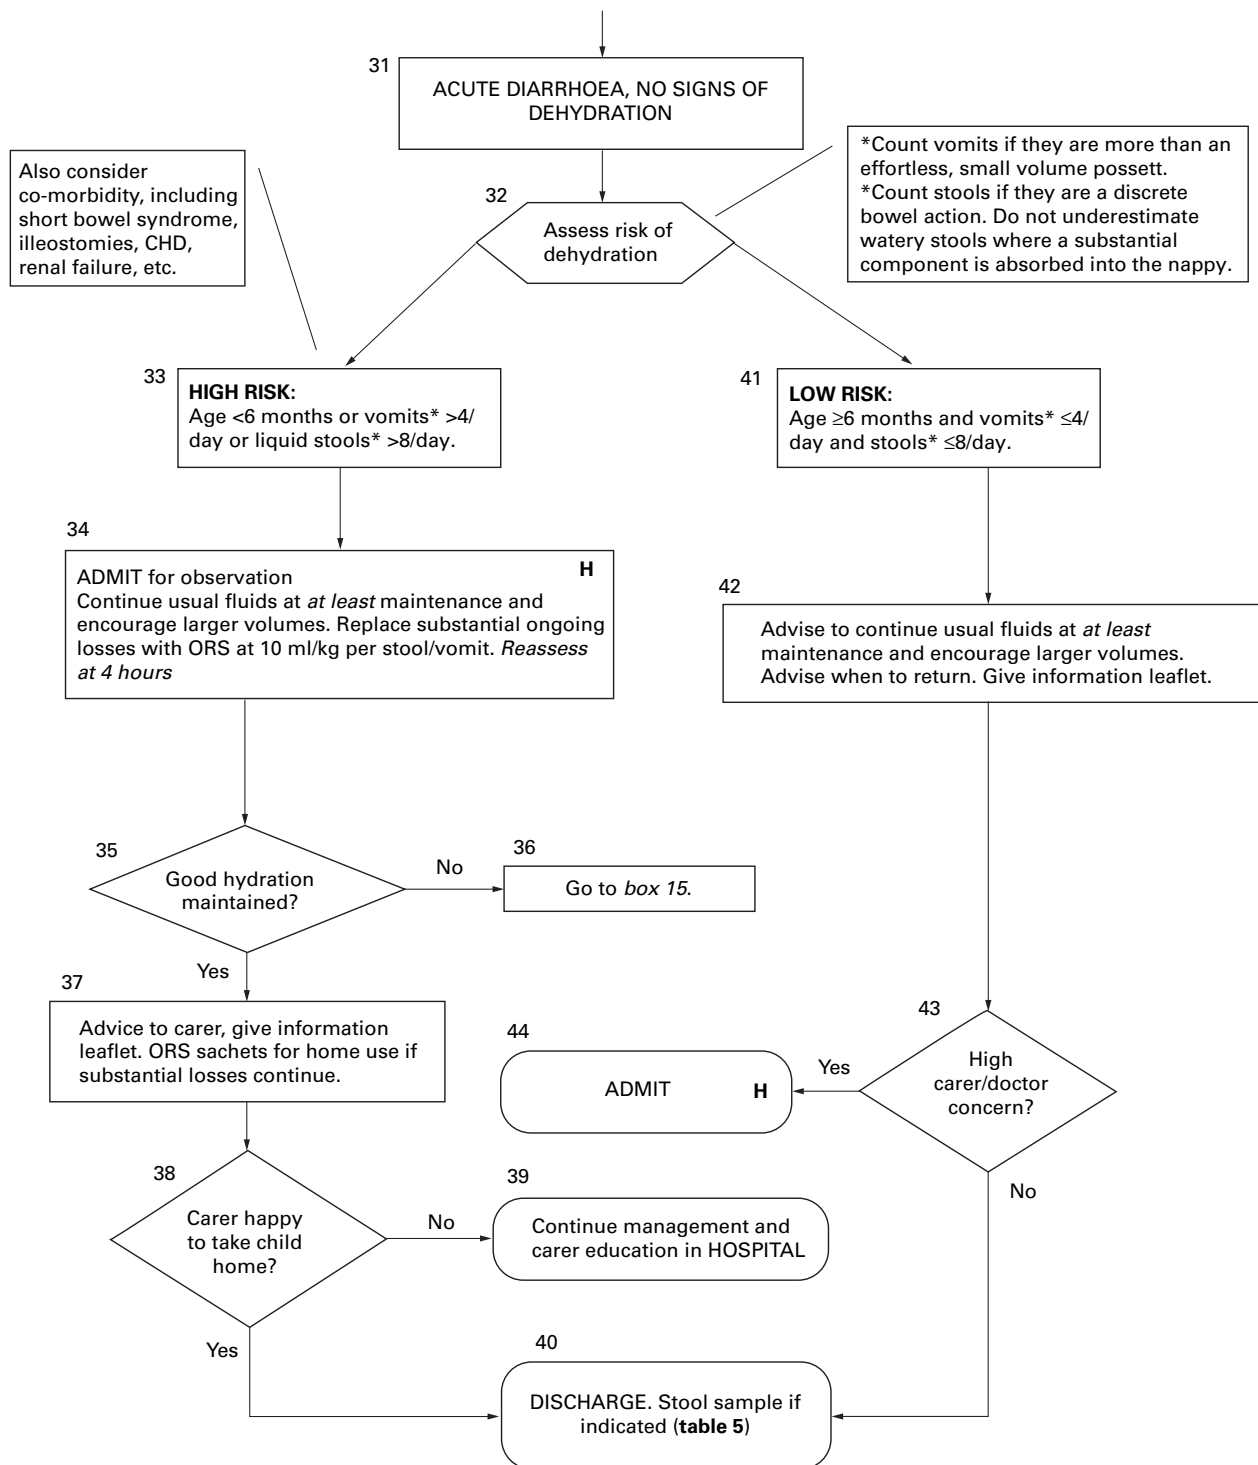 31
ACUTE DIARRHOEA, NO SIGNS OF
DEHYDRATION
Also consider
co-morbidity, including
short bowel syndrome,
illeostomies, CHD,
renal failure, etc.
*Count vomits if they are more than an
effortless, small volume possett.
*Count stools if they are a discrete
bowel action. Do not underestimate
watery stools where a substantial
component is absorbed into the nappy.
32
Assess risk of
dehydration
33
HIGH RISK:
Age <6 months or vomits* >4/
day or liquid stools* >8/day.
41
LOW RISK:
Age ≥6 months and vomits* ≤4/
day and stools* ≤8/day.
34
ADMIT for observation H
Continue usual fluids at at least maintenance and
encourage larger volumes. Replace substantial ongoing
losses with ORS at 10 ml/kg per stool/vomit. Reassess
at 4 hours
42
Advise to continue usual fluids at at least
maintenance and encourage larger volumes.
Advise when to return. Give information leaflet.
35
Good hydration
maintained?
No
36
Go to box 15.
Yes
37
Advice to carer, give information
leaflet. ORS sachets for home use if
substantial losses continue.
43
High
carer/doctor
concern?
Yes
44
ADMIT H
No
38
Carer happy
to take child
home?
No
39
Continue management and
carer education in HOSPITAL
Yes
40
DISCHARGE. Stool sample if
indicated (table 5)